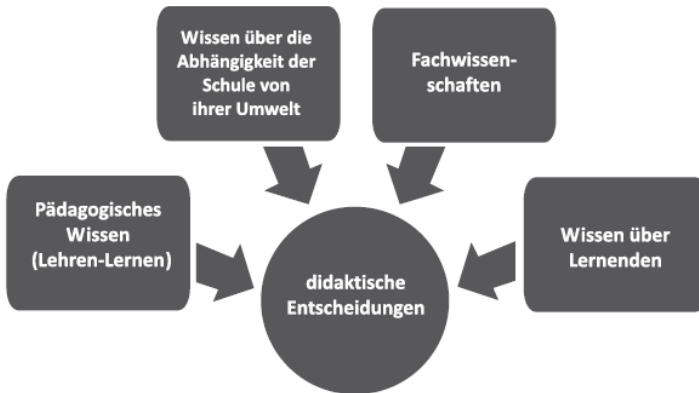 Wissen über die
Abhängigkeit der
Schule von
ihrer Umwelt
Fachwissen-
schaften
Pädagogisches
Wissen
(Lehren-Lernen)
Wissen über
Lernenden
didaktische
Entscheidungen